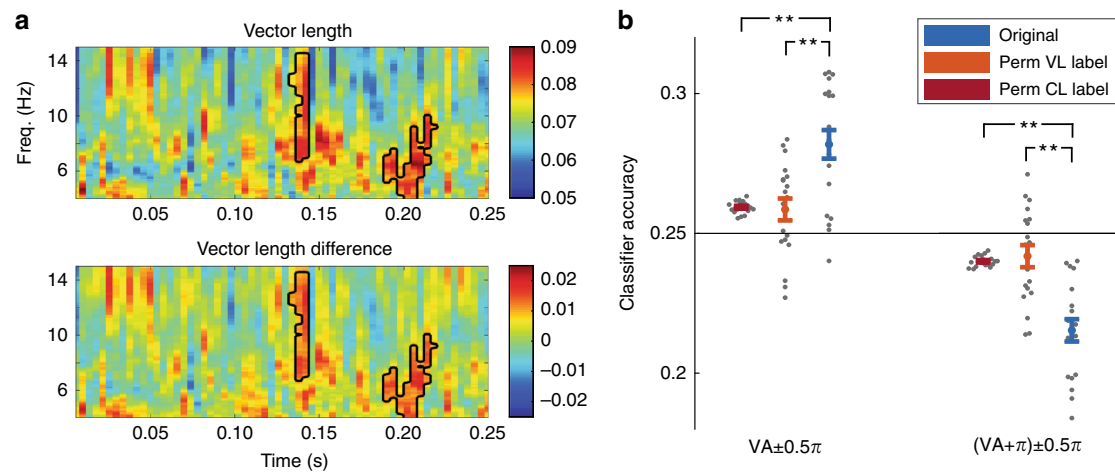 a
Vector length
Freq. (Hz)
14
10
6
0.05 0.10 0.15 0.20 0.25
0.09
0.08
0.07
0.06
0.05
Vector length difference
14
10
6
0.05 0.10 0.15 0.20 0.25
Time (s)
0.02
0.01
0
−0.01
−0.02
b
** 
**
Original
Perm VL label
Perm CL label
**
**
Classifier accuracy
0.3
0.25
0.2
VA±0.5π
(VA+π)±0.5π